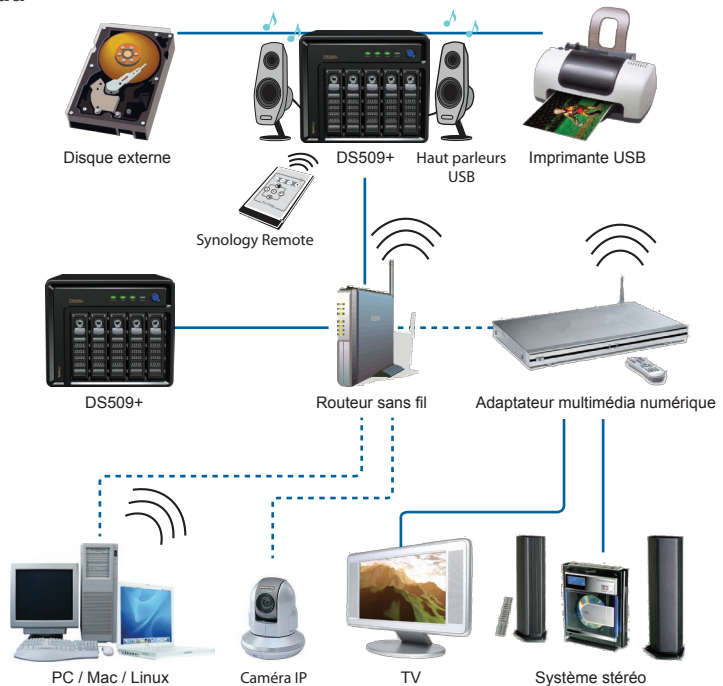 Disque externe
DS509+
Haut parleurs
USB
Imprimante USB
Synology Remote
DS509+
Routeur sans fil
Adaptateur multimédia numérique
PC / Mac / Linux
Caméra IP
TV
Système stéréo